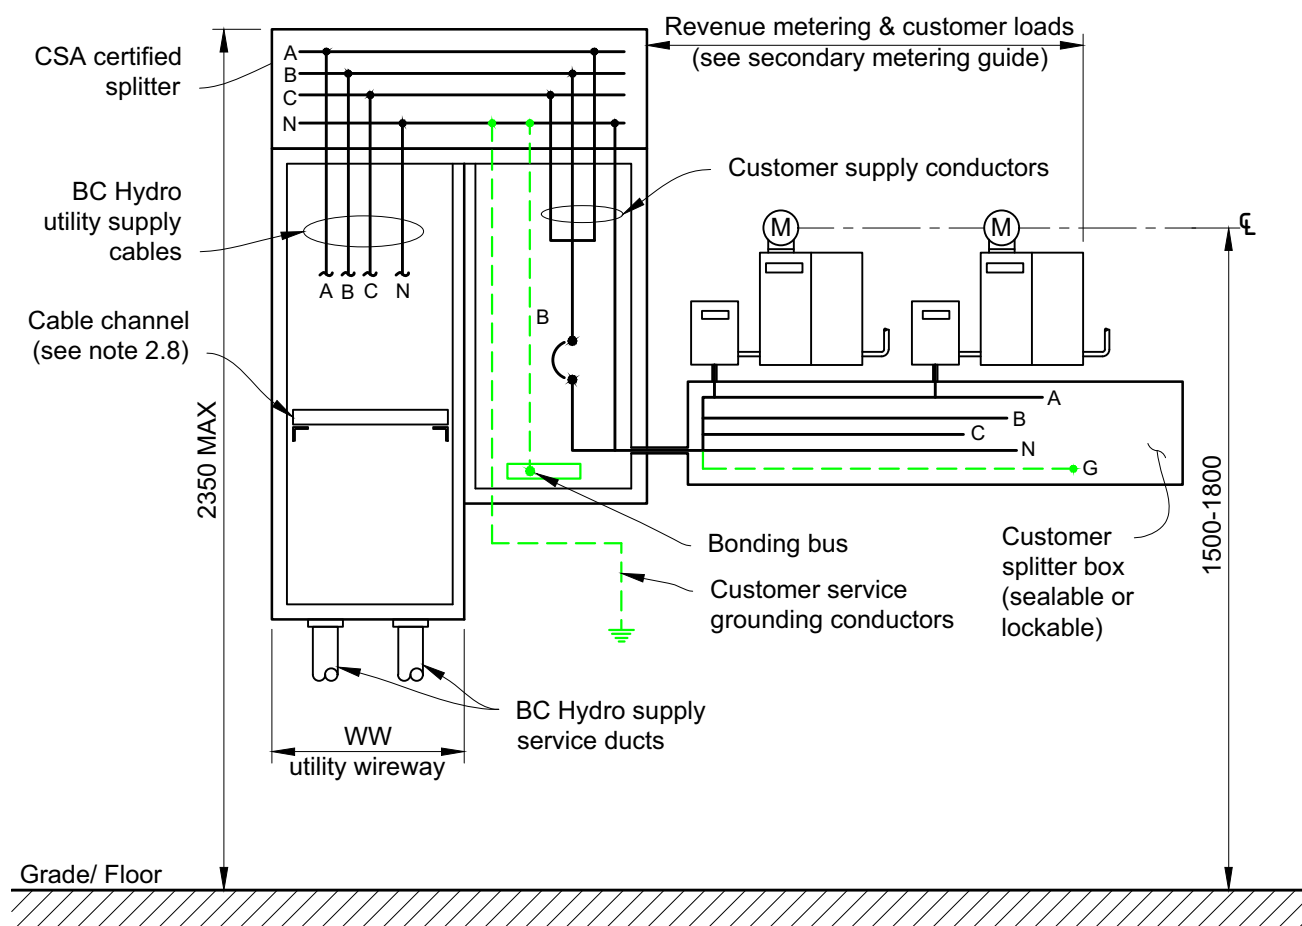 Revenue metering & customer loads
(see secondary metering guide)
CSA certified
splitter
A
B
C
N
Customer supply conductors
BC Hydro
utility supply
cables
M
M
℄
A B C N
B
Cable channel
(see note 2.8)
2350 MAX
A
B
C
N
G
1500-1800
Bonding bus
Customer service
grounding conductors
Customer
splitter box
(sealable or
lockable)
BC Hydro supply
service ducts
WW
utility wireway
Grade/ Floor